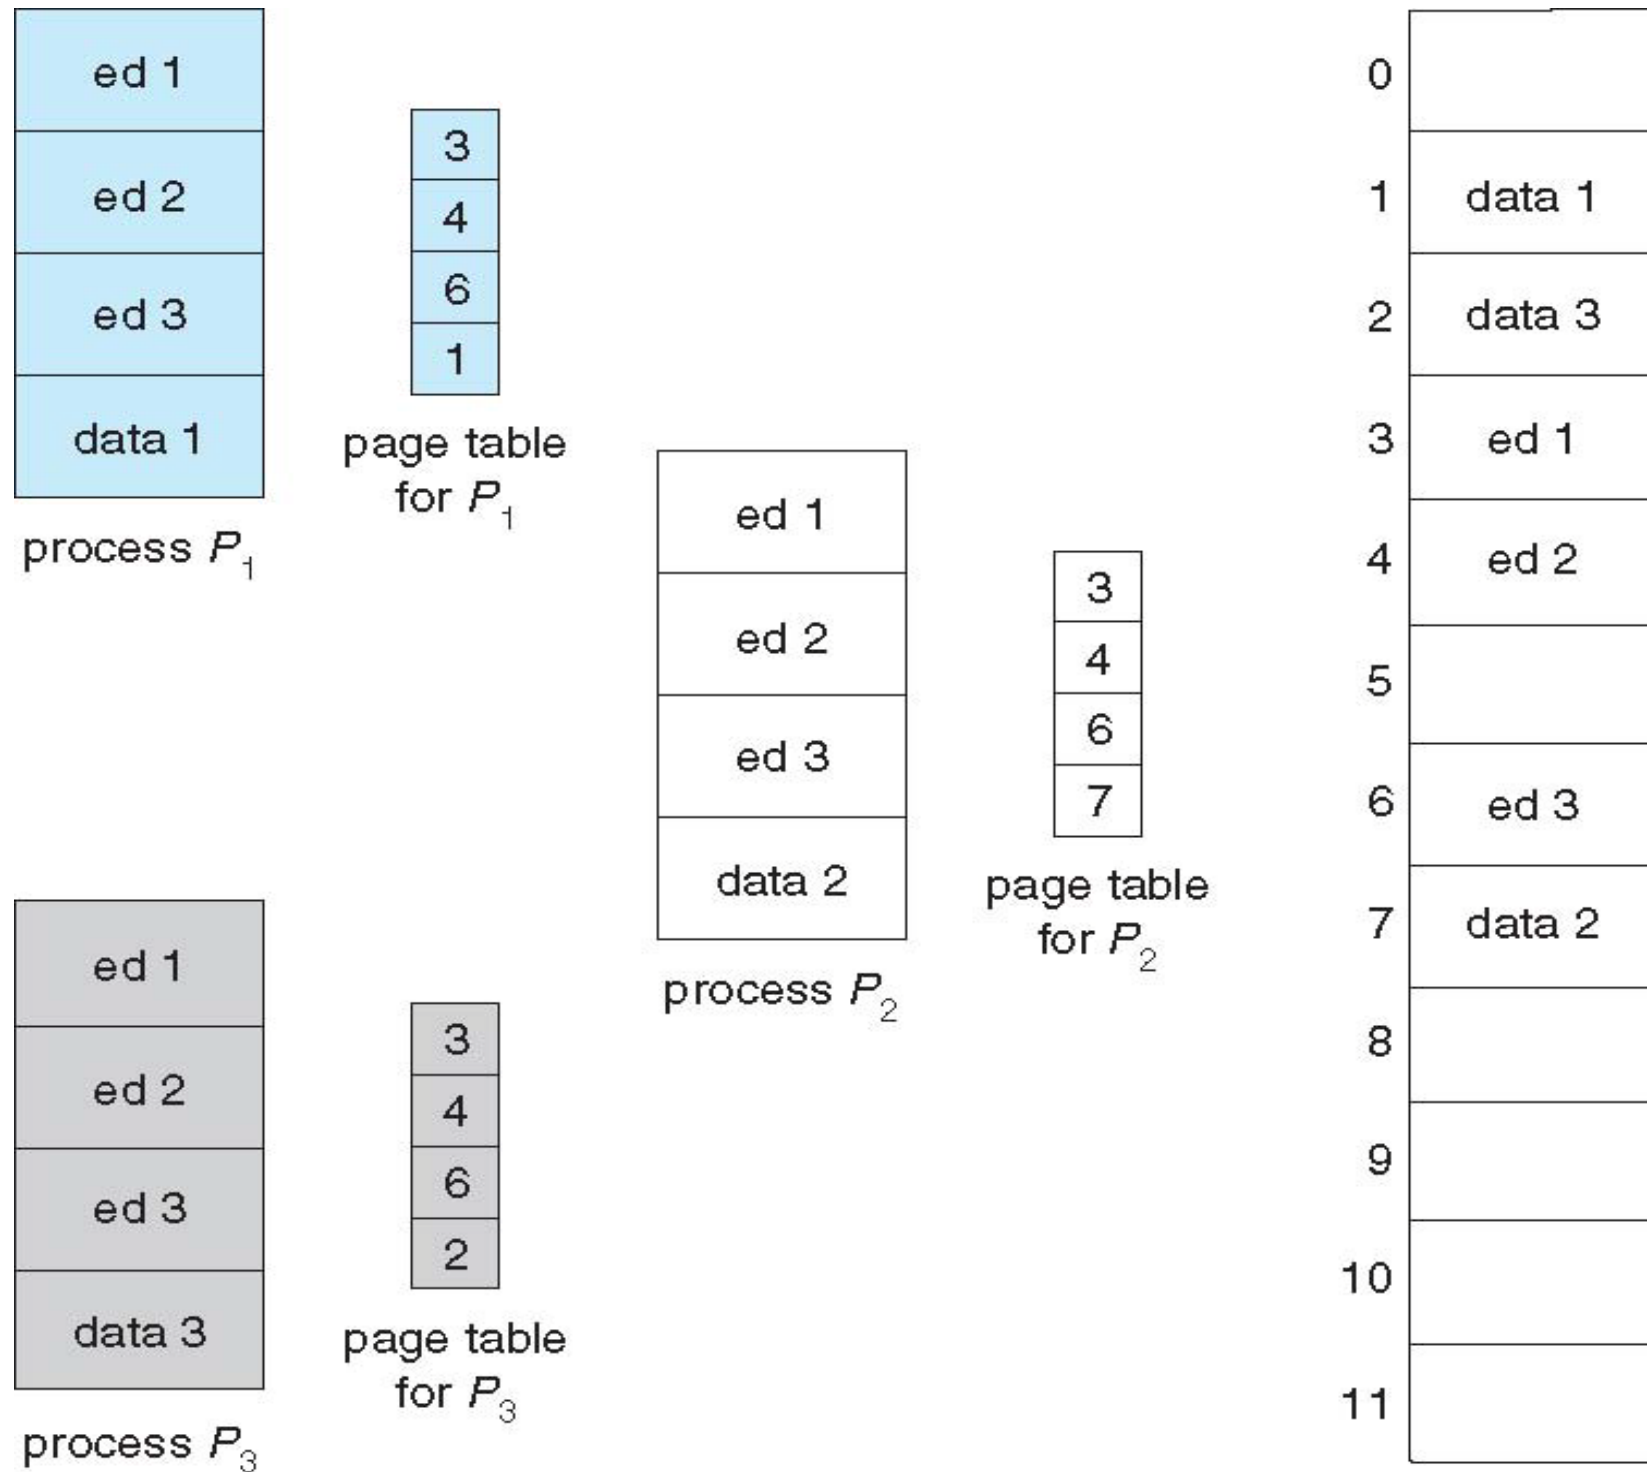 ed 1
ed 2
ed 3
data 1
process P1
3
4
6
1
page table
for P1
ed 1
ed 2
ed 3
data 2
process P2
3
4
6
7
page table
for P2
ed 1
ed 2
ed 3
data 3
process P3
3
4
6
2
page table
for P3
0
1 data 1
2 data 3
3 ed 1
4 ed 2
5
6 ed 3
7 data 2
8
9
10
11